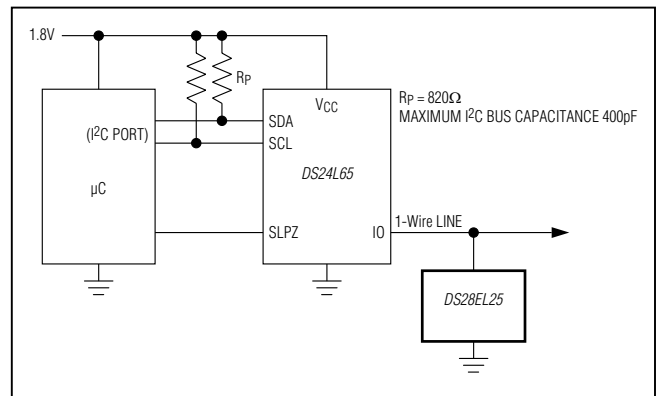 1.8V
RP
VCC
RP = 820Ω
MAXIMUM I2C BUS CAPACITANCE 400pF
(I2C PORT)
SDA
SCL
DS24L65
µC
SLPZ
IO
1-Wire LINE
DS28EL25